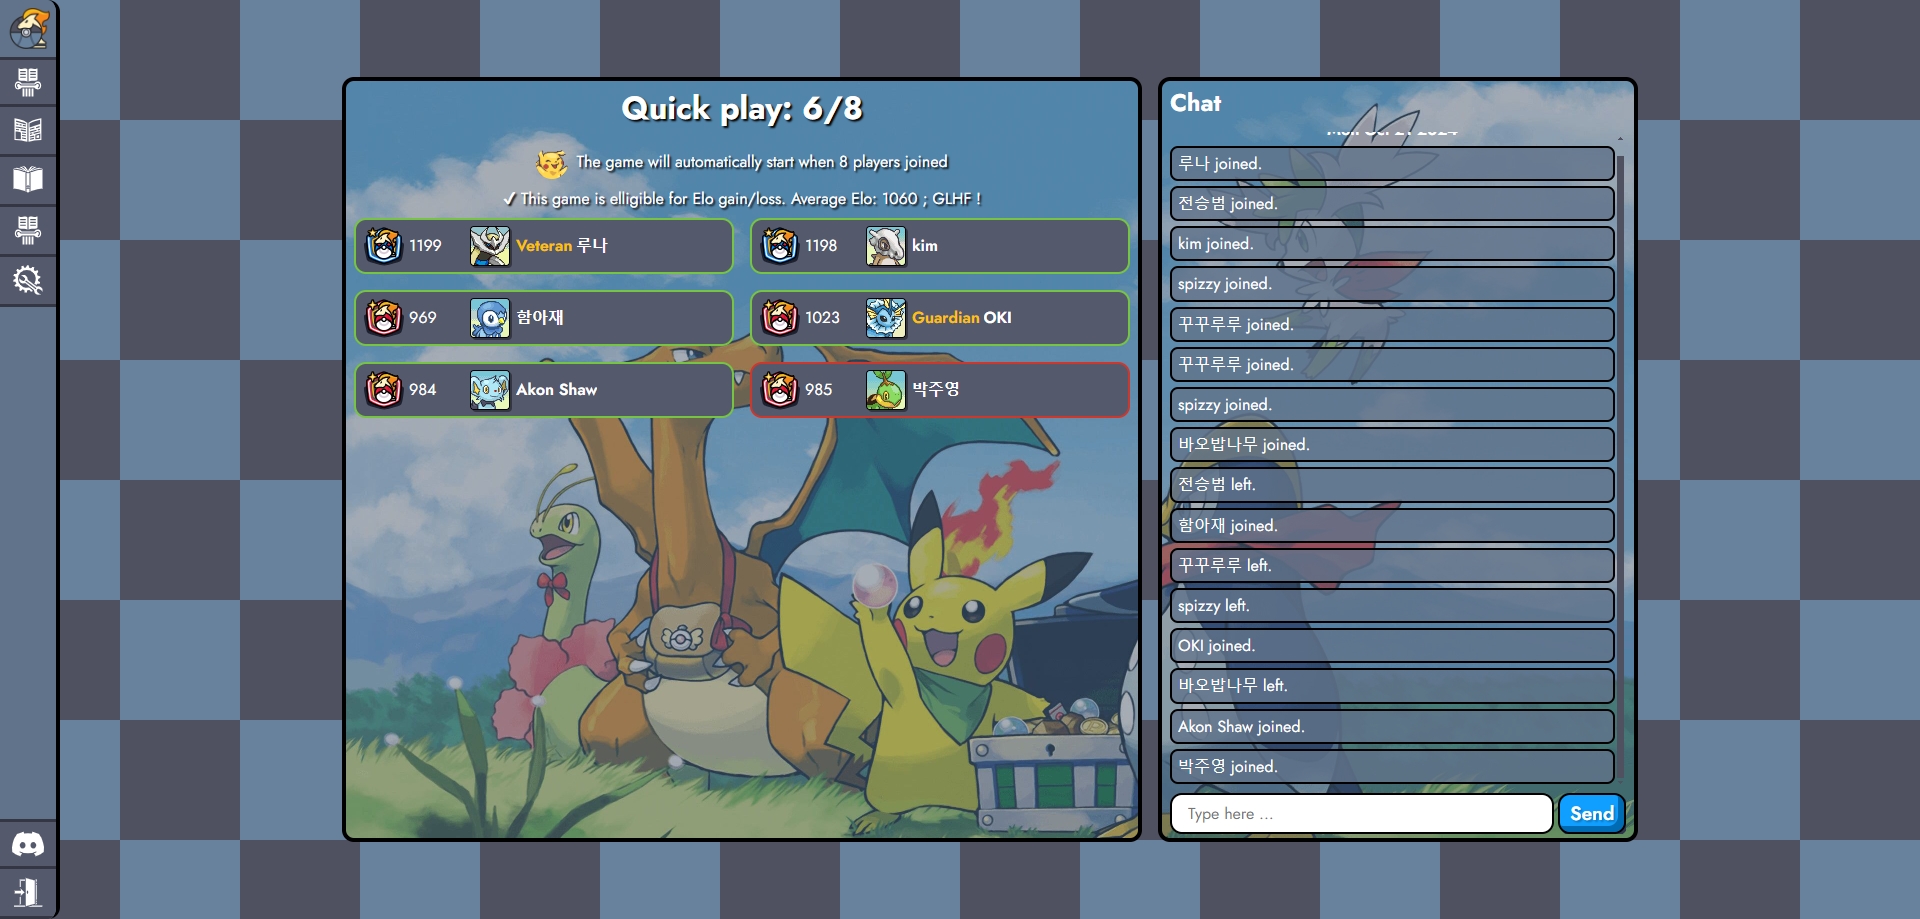 Quick play: 6/8
The game will automatically start when 8 players joined
✓ This game is elligible for Elo gain/loss. Average Elo: 1060 ; GLHF !
1199 Veteran 루나
1198 kim
969 함아재
1023 Guardian OKI
984 Akon Shaw
985 박주영
Chat
Mon Oct 21 2024
루나 joined.
전승범 joined.
kim joined.
spizzy joined.
꾸꾸루루 joined.
꾸꾸루루 joined.
spizzy joined.
바오밥나무 joined.
전승범 left.
함아재 joined.
꾸꾸루루 left.
spizzy left.
OKI joined.
바오밥나무 left.
Akon Shaw joined.
박주영 joined.
Type here ...
Send